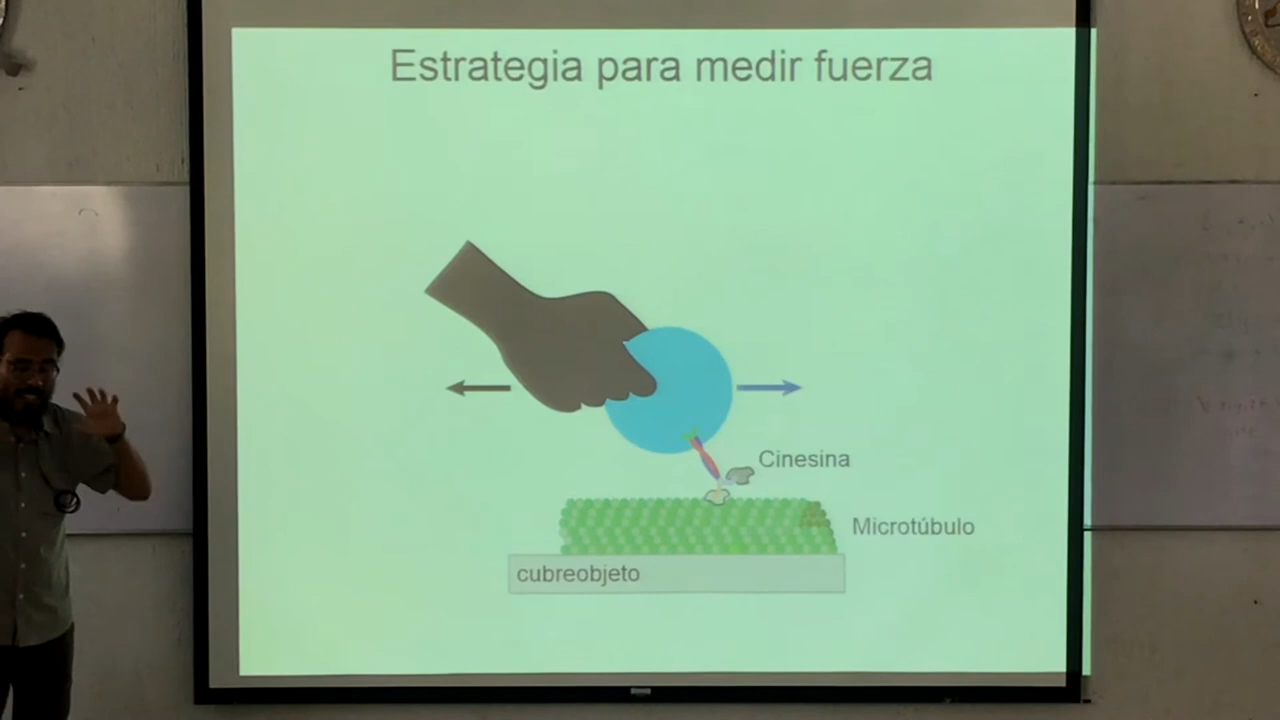 Estrategia para medir fuerza
Cinesina
Microtúbulo
cubreobjeto